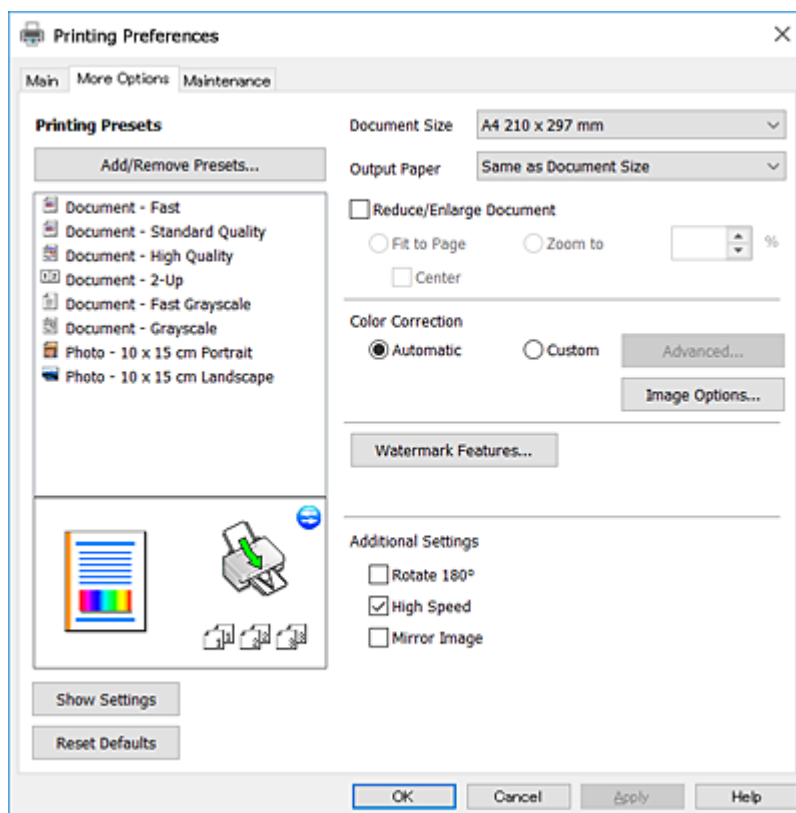 Printing Preferences
Main More Options Maintenance
Printing Presets
Add/Remove Presets...
Document - Fast
Document - Standard Quality
Document - High Quality
Document - 2-Up
Document - Fast Grayscale
Document - Grayscale
Photo - 10 x 15 cm Portrait
Photo - 10 x 15 cm Landscape
Show Settings
Reset Defaults
Document Size A4 210 x 297 mm
Output Paper Same as Document Size
Reduce/Enlarge Document
Fit to Page Zoom to %
Center
Color Correction
Automatic Custom Advanced...
Image Options...
Watermark Features...
Additional Settings
Rotate 180°
High Speed
Mirror Image
OK Cancel Apply Help